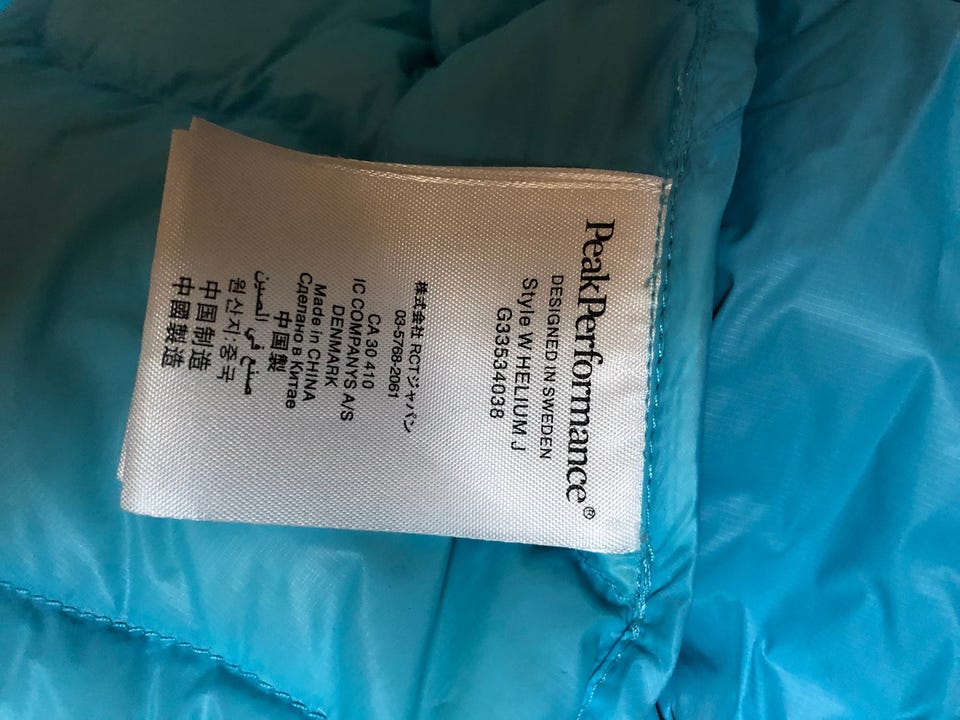 PeakPerformance®
DESIGNED IN SWEDEN
Style W HELIUM J
G33534038
株式会社 RCTジャパン
03-5768-2061
CA 30 410
IC COMPANYS A/S
DENMARK
Made in CHINA
Сделано в Китае
中国製
صنع في الصين
원산지:중국
中国制造
中國製造